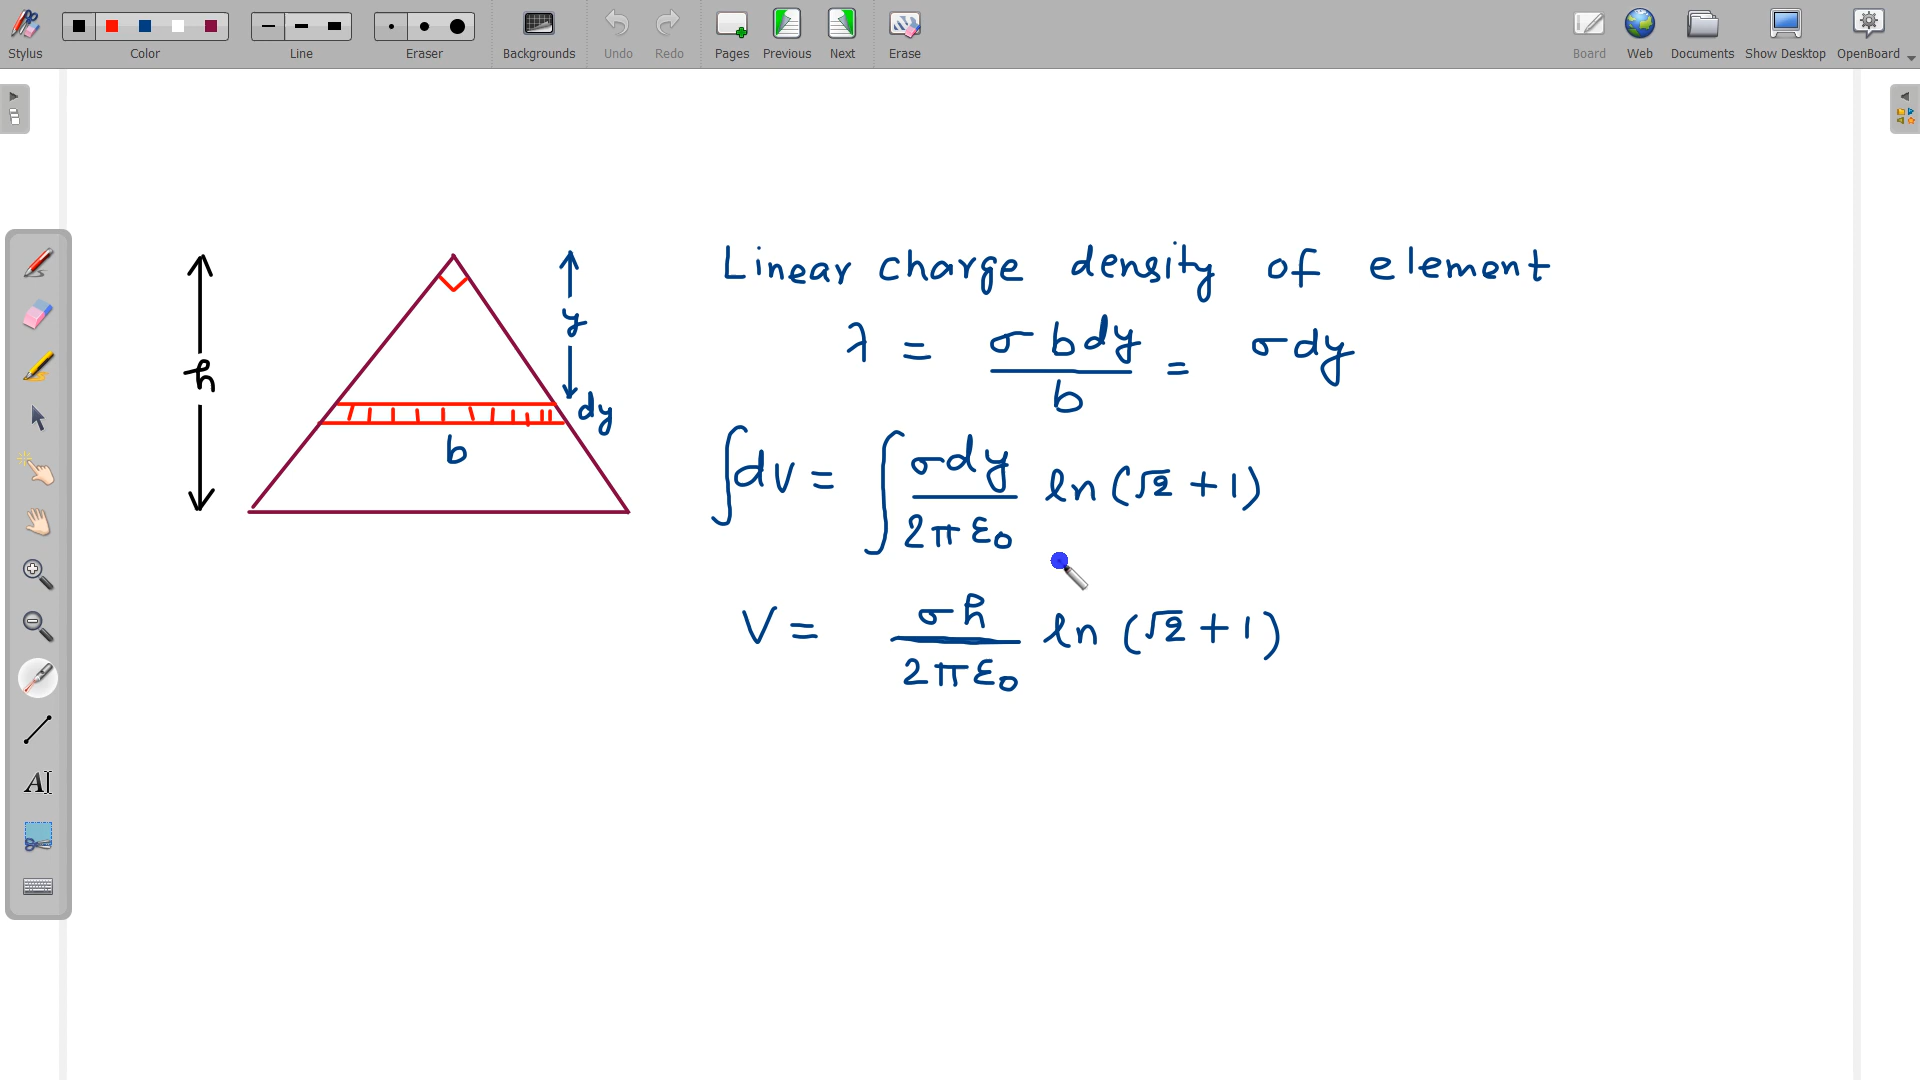 Stylus Color Line Eraser Backgrounds Undo Redo Pages Previous Next Erase Board Web Documents Show Desktop OpenBoard
h
y
dy
b
Linear charge density of element
λ = σ b dy / b = σ dy
∫dV = ∫ σ dy / 2π ε₀ ln (√2 + 1)
V = σ h / 2π ε₀ ln (√2 + 1)
AI